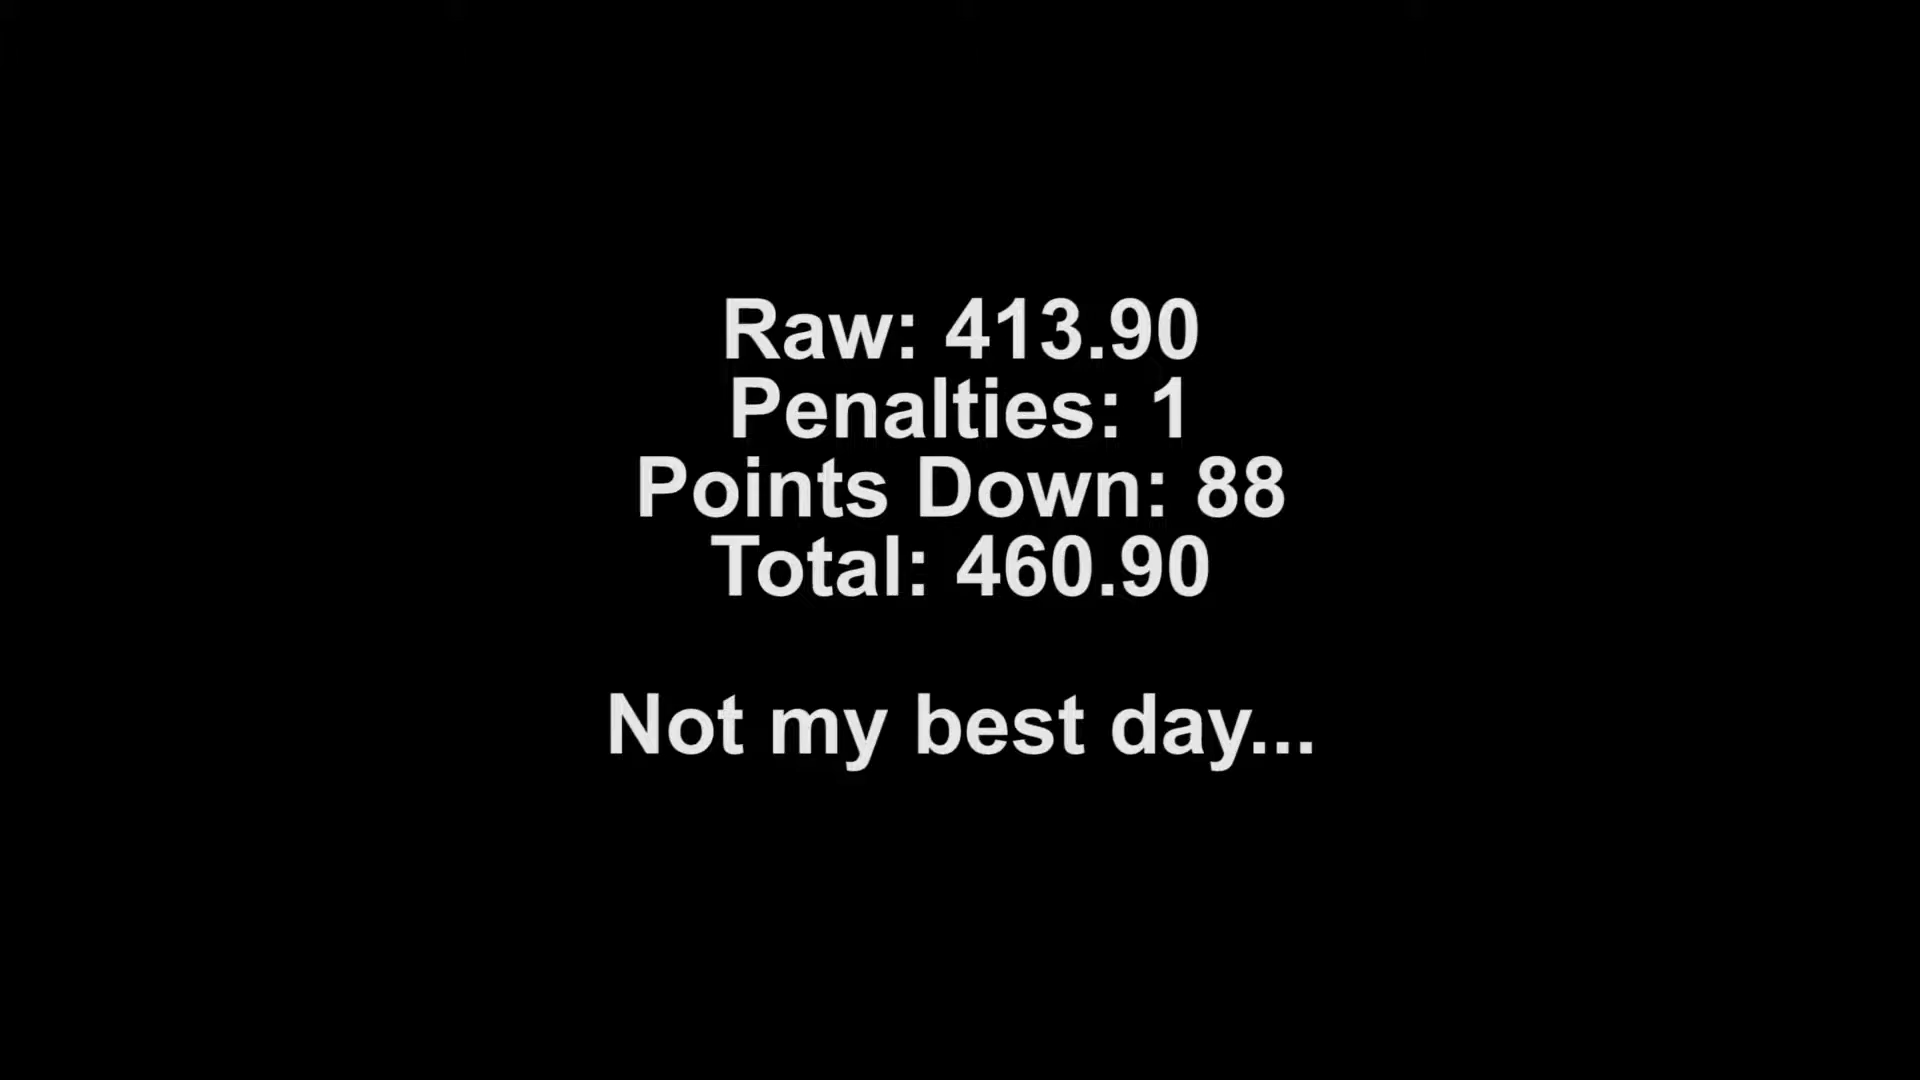 Raw: 413.90
Penalties: 1
Points Down: 88
Total: 460.90
Not my best day...